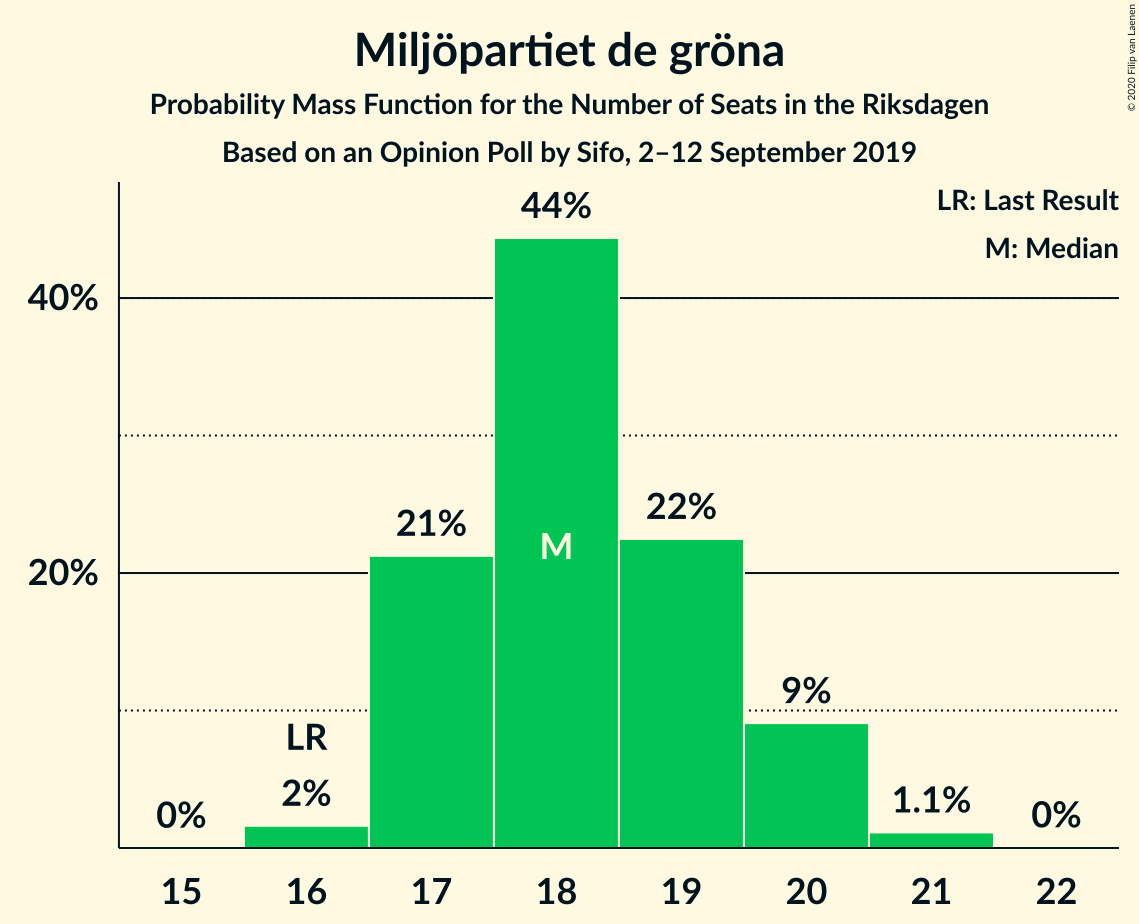 Miljöpartiet de gröna
Probability Mass Function for the Number of Seats in the Riksdagen
Based on an Opinion Poll by Sifo, 2–12 September 2019
© 2020 Filip van Laenen
LR: Last Result
M: Median
44%
40%
22%
21%
M
20%
9%
LR
2%
1.1%
0%
0%
15 16 17 18 19 20 21 22